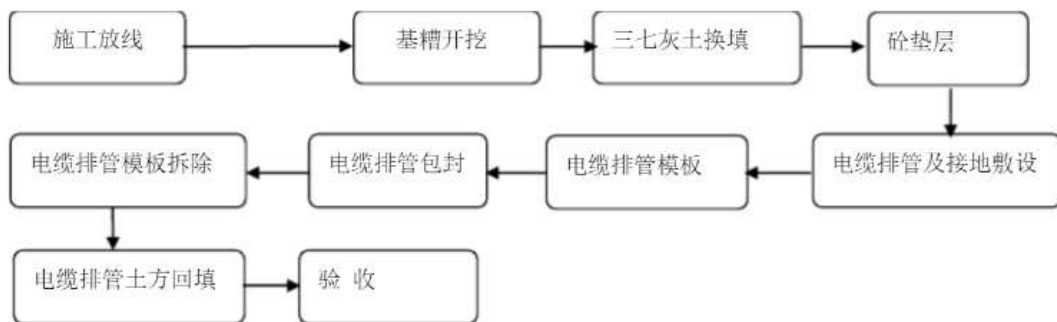 施工放线
基糟开挖
三七灰土换填
砼垫层
电缆排管及接地敷设
电缆排管模板
电缆排管包封
电缆排管模板拆除
电缆排管土方回填
验 收